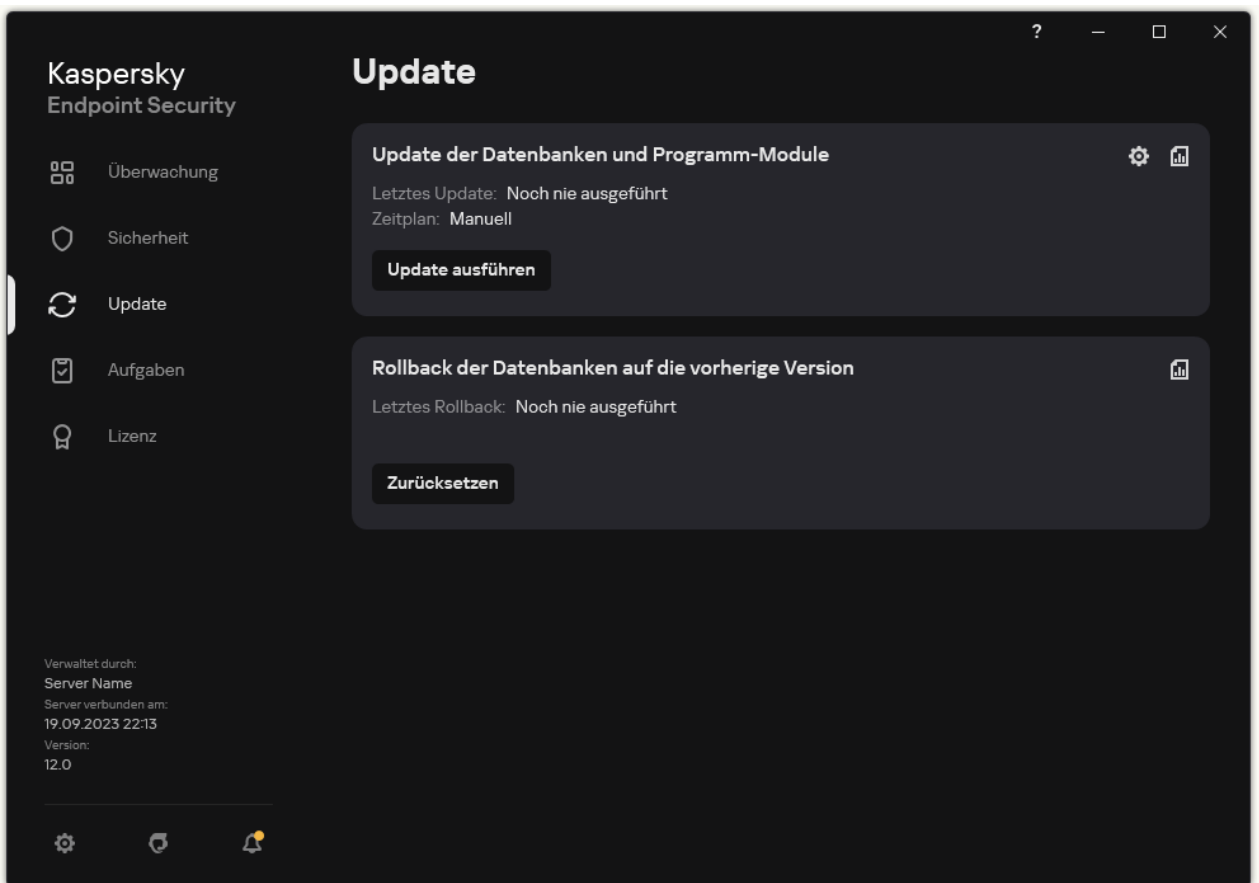 ?
Kaspersky
Endpoint Security
Überwachung
Sicherheit
Update
Aufgaben
Lizenz
Verwaltet durch:
Server Name
Server verbunden am:
19.09.2023 22:13
Version:
12.0
Update
Update der Datenbanken und Programm-Module
Letztes Update: Noch nie ausgeführt
Zeitplan: Manuell
Update ausführen
Rollback der Datenbanken auf die vorherige Version
Letztes Rollback: Noch nie ausgeführt
Zurücksetzen